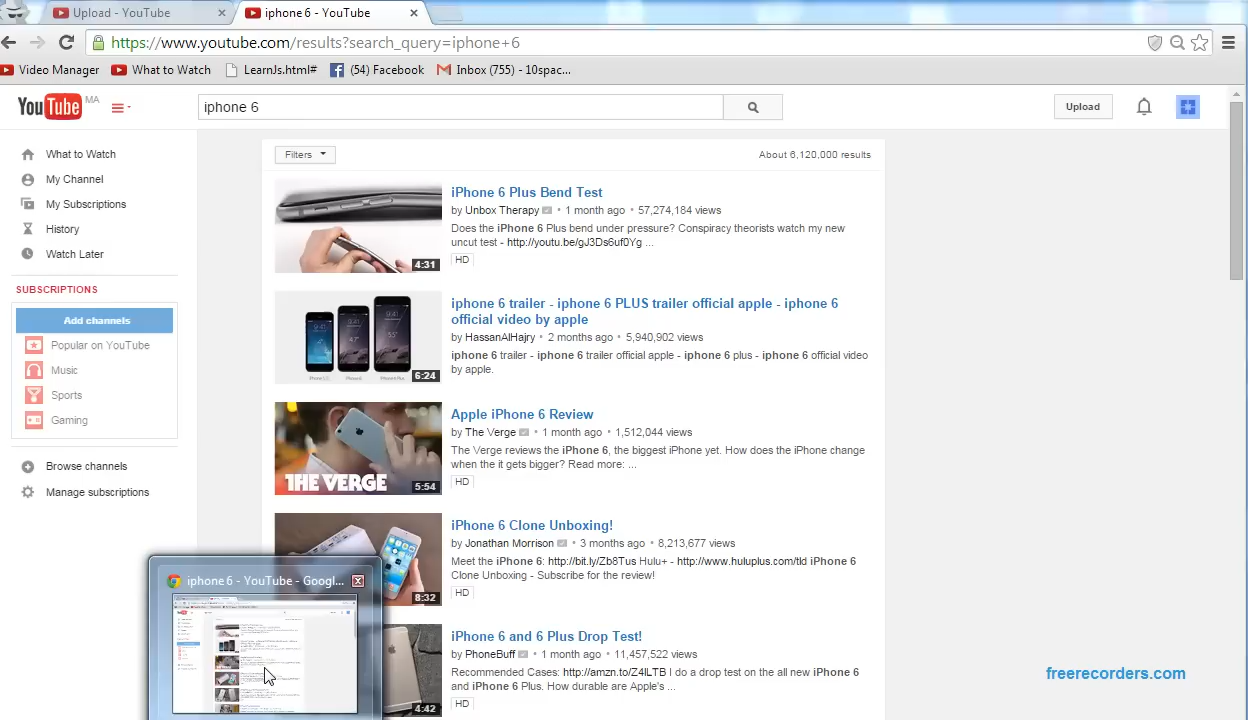 Upload - YouTube
iphone 6 - YouTube
https://www.youtube.com/results?search_query=iphone+6
Video Manager
What to Watch
LearnJs.html#
(54) Facebook
Inbox (755) - 10spac...
YouTube MA
iphone 6
Upload
What to Watch
My Channel
My Subscriptions
History
Watch Later
SUBSCRIPTIONS
Add channels
Popular on YouTube
Music
Sports
Gaming
Browse channels
Manage subscriptions
Filters
About 6,120,000 results
4:31
iPhone 6 Plus Bend Test
by Unbox Therapy • 1 month ago • 57,274,184 views
Does the iPhone 6 Plus bend under pressure? Conspiracy theorists watch my new
uncut test - http://youtu.be/gJ3Ds6uf0Yg ...
HD
6:24
iphone 6 trailer - iphone 6 PLUS trailer official apple - iphone 6
official video by apple
by HassanAlHajry • 2 months ago • 5,940,902 views
iphone 6 trailer - iphone 6 trailer official apple - iphone 6 plus - iphone 6 official video
by apple.
THE VERGE
5:54
Apple iPhone 6 Review
by The Verge • 1 month ago • 1,512,044 views
The Verge reviews the iPhone 6, the biggest iPhone yet. How does the iPhone change
when the it gets bigger? Read more: ...
HD
8:32
iPhone 6 Clone Unboxing!
by Jonathan Morrison • 3 months ago • 8,213,677 views
Meet the iPhone 6: http://bit.ly/Zb8Tus Hulu+ - http://www.huluplus.com/tld iPhone 6
Clone Unboxing - Subscribe for the review!
HD
4:42
iPhone 6 and 6 Plus Drop Test!
by PhoneBuff • 1 month ago • 11,457,522 views
Recommended Cases: http://amzn.to/Z4lLTB I do a drop test on the all new iPhone 6
and iPhone 6 Plus. How durable are Apple's ...
HD
iphone 6 - YouTube - Googl...
freerecorders.com